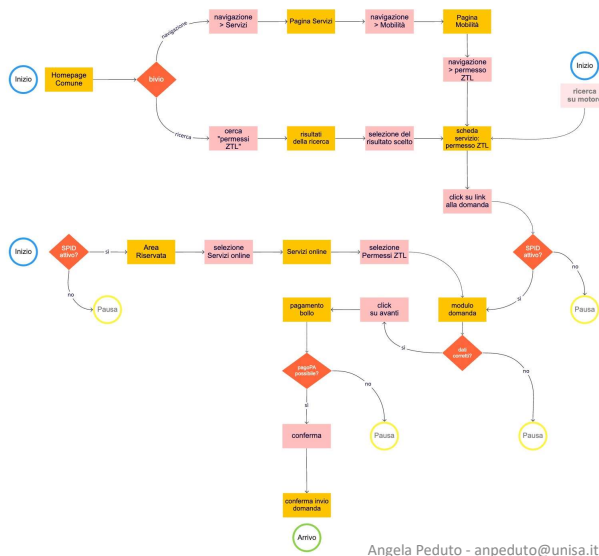 navigazione
> Servizi
Pagina Servizi
navigazione
> Mobilità
Pagina
Mobilità
navigazione
Inizio
Homepage
Comune
bivio
navigazione
> permesso
ZTL
Inizio
ricerca
su motore
ricerca
cerca
"permessi
ZTL"
risultati
della ricerca
selezione del
risultato scelto
scheda
servizio:
permesso ZTL
click su link
alla domanda
Inizio
SPID
attivo?
sì
Area
Riservata
selezione
Servizi online
Servizi online
selezione
Permessi ZTL
SPID
attivo?
no
Pausa
no
Pausa
sì
pagamento
bollo
click
su avanti
modulo
domanda
sì
dati
corretti?
no
Pausa
pagoPA
possibile?
no
Pausa
sì
conferma
conferma invio
domanda
Arrivo
Angela Peduto - anpeduto@unisa.it